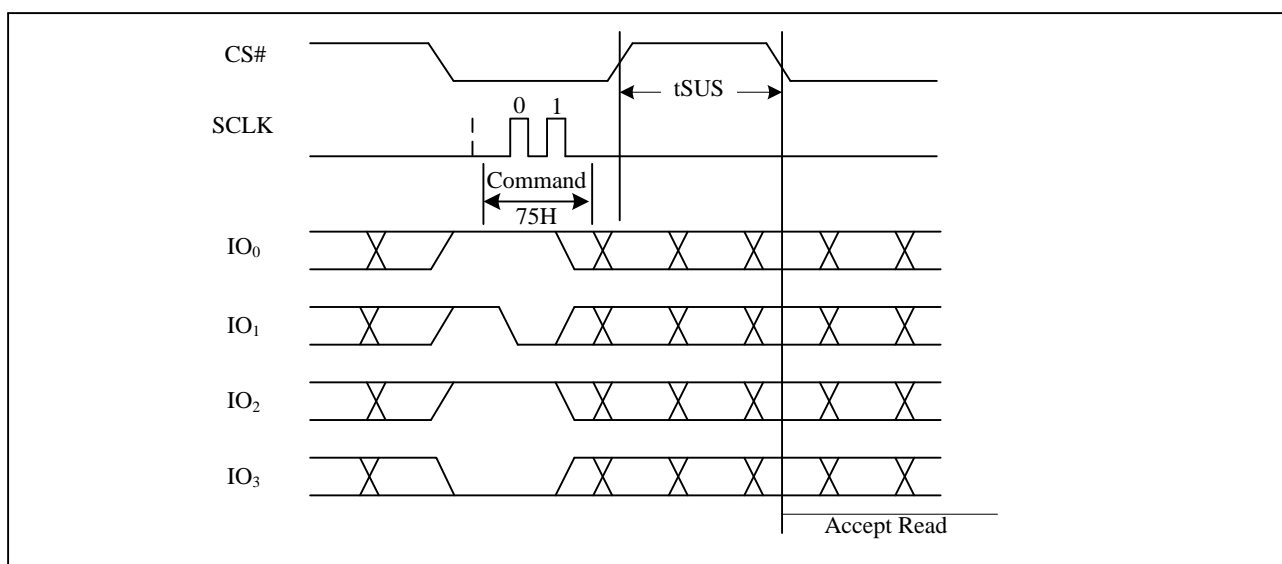 CS#
tSUS
0 1
SCLK
Command
75H
IO₀
IO₁
IO₂
IO₃
Accept Read